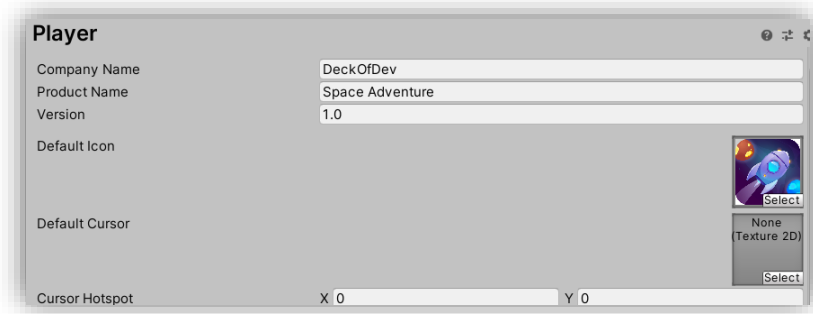 Player
Company Name DeckOfDev
Product Name Space Adventure
Version 1.0
Default Icon
Select
Default Cursor
None
(Texture 2D)
Select
Cursor Hotspot X 0 Y 0